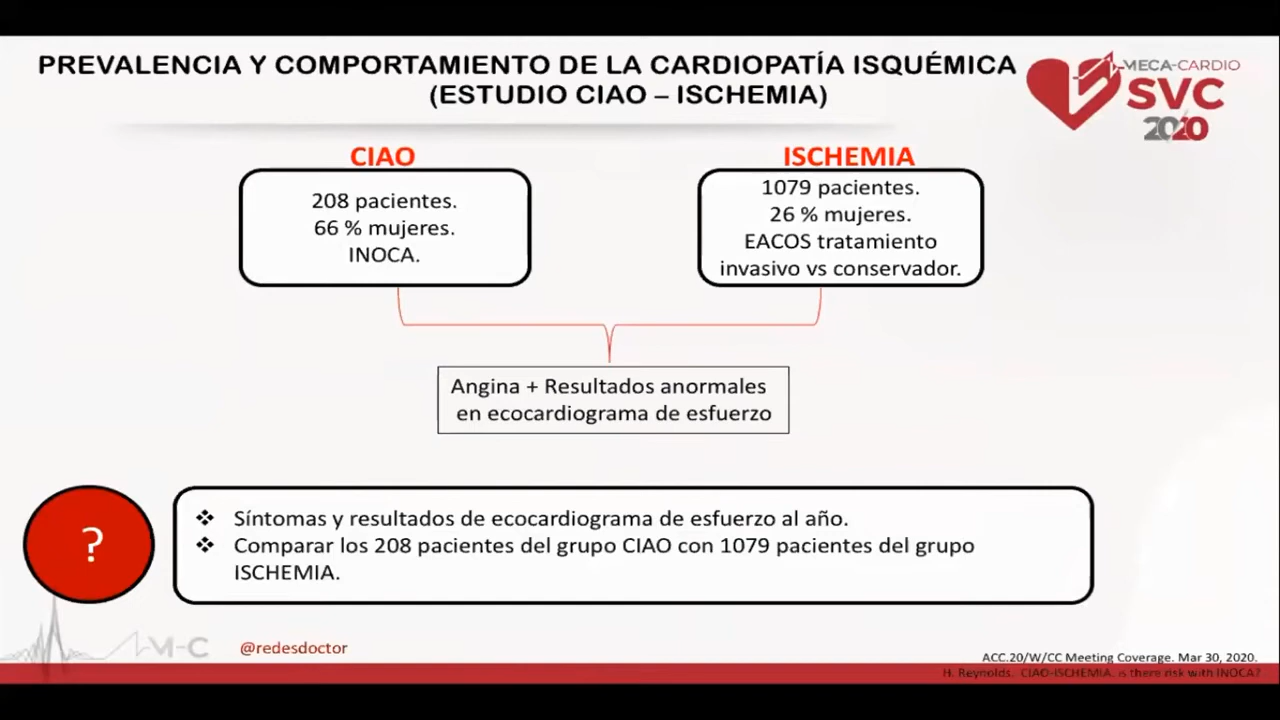 PREVALENCIA Y COMPORTAMIENTO DE LA CARDIOPATÍA ISQUÉMICA
(ESTUDIO CIAO – ISCHEMIA)
MECA-CARDIO
SVC
2020
CIAO
208 pacientes.
66 % mujeres.
INOCA.
ISCHEMIA
1079 pacientes.
26 % mujeres.
EACOS tratamiento
invasivo vs conservador.
Angina + Resultados anormales
en ecocardiograma de esfuerzo
?
❖ Síntomas y resultados de ecocardiograma de esfuerzo al año.
❖ Comparar los 208 pacientes del grupo CIAO con 1079 pacientes del grupo
ISCHEMIA.
M-C
@redesdoctor
ACC.20/W/CC Meeting Coverage. Mar 30, 2020.
H. Reynolds. CIAO-ISCHEMIA. is there risk with INOCA?